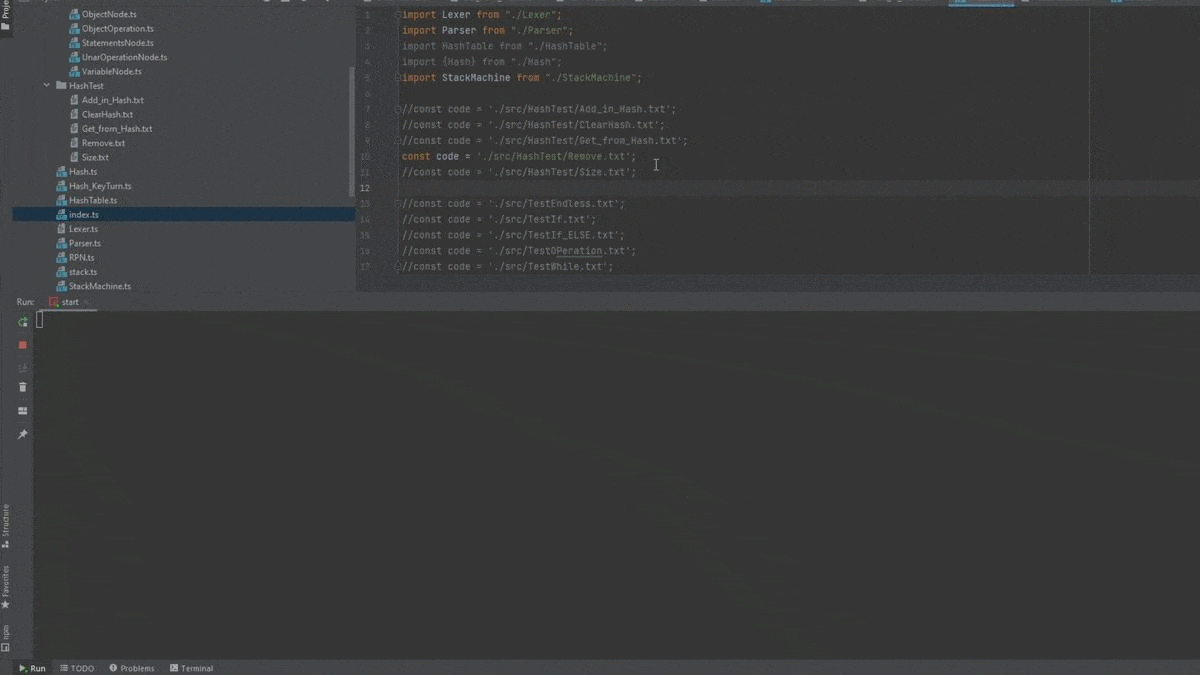 Project
ObjectNode.ts
ObjectOperation.ts
StatementsNode.ts
UnarOperationNode.ts
VariableNode.ts
HashTest
Add_in_Hash.txt
ClearHash.txt
Get_from_Hash.txt
Remove.txt
Size.txt
Hash.ts
Hash_KeyTurn.ts
HashTable.ts
index.ts
Lexer.ts
Parser.ts
RPN.ts
stack.ts
StackMachine.ts
1 import Lexer from "./Lexer";
2 import Parser from "./Parser";
3 import HashTable from "./HashTable";
4 import {Hash} from "./Hash";
5 import StackMachine from "./StackMachine";
6
7 //const code = './src/HashTest/Add_in_Hash.txt';
8 //const code = './src/HashTest/ClearHash.txt';
9 //const code = './src/HashTest/Get_from_Hash.txt';
10 const code = './src/HashTest/Remove.txt';
11 //const code = './src/HashTest/Size.txt';
12
13 //const code = './src/TestEndless.txt';
14 //const code = './src/TestIf.txt';
15 //const code = './src/TestIf_ELSE.txt';
16 //const code = './src/TestOPeration.txt';
17 //const code = './src/TestWhile.txt';
Run: start
Structure
Favorites
npm
Run TODO Problems Terminal